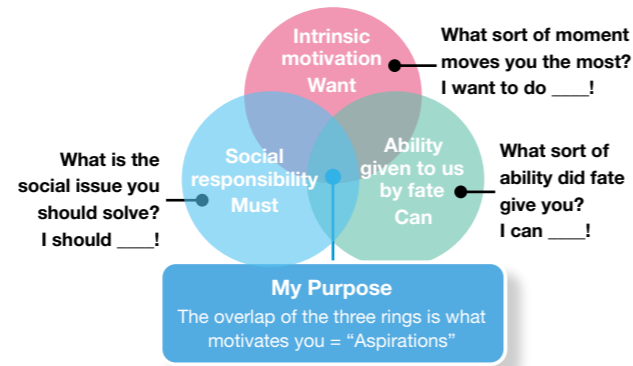 Intrinsic
motivation
Want
What sort of moment
moves you the most?
I want to do ____!
What is the
social issue you
should solve?
I should ____!
Social
responsibility
Must
Ability
given to us
by fate
Can
What sort of
ability did fate
give you?
I can ____!
My Purpose
The overlap of the three rings is what
motivates you = “Aspirations”